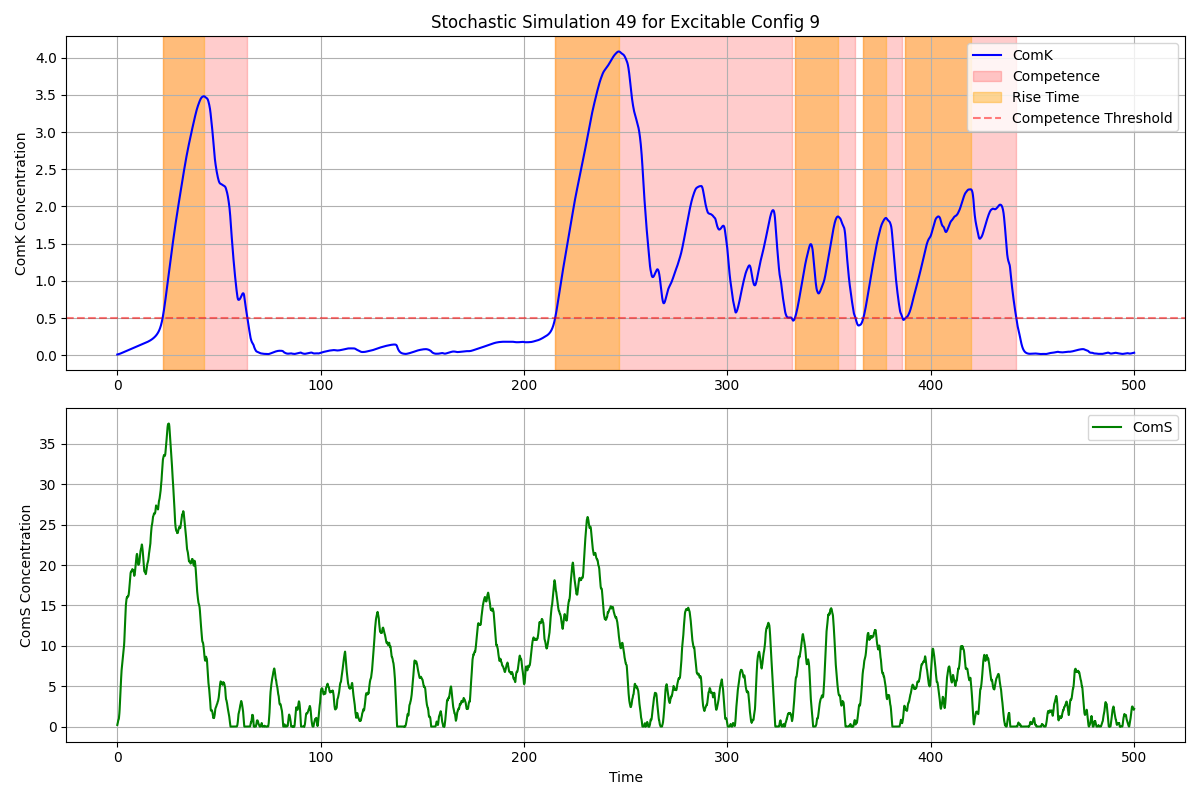 Stochastic Simulation 49 for Excitable Config 9
ComK Concentration
4.0
3.5
3.0
2.5
2.0
1.5
1.0
0.5
0.0
ComK
Competence
Rise Time
Competence Threshold
0 100 200 300 400 500
ComS Concentration
35
30
25
20
15
10
5
0
ComS
0 100 200 300 400 500
Time